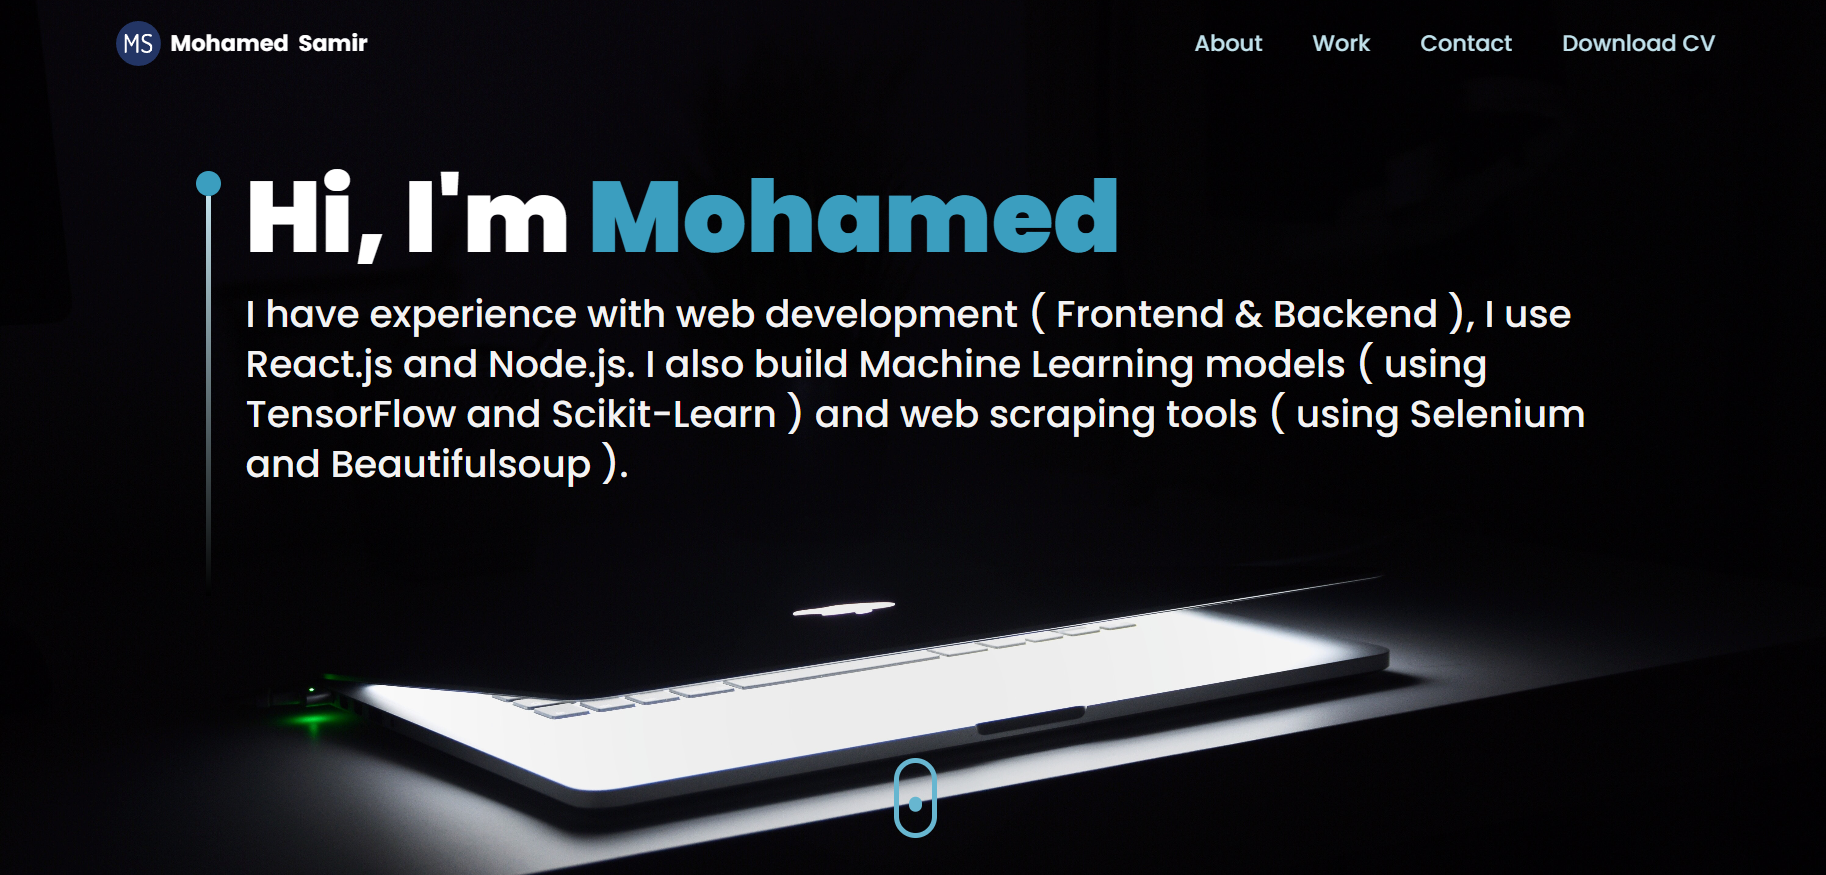 MS Mohamed Samir
About Work Contact Download CV
Hi, I'm Mohamed
I have experience with web development ( Frontend & Backend ), I use
React.js and Node.js. I also build Machine Learning models ( using
TensorFlow and Scikit-Learn ) and web scraping tools ( using Selenium
and Beautifulsoup ).